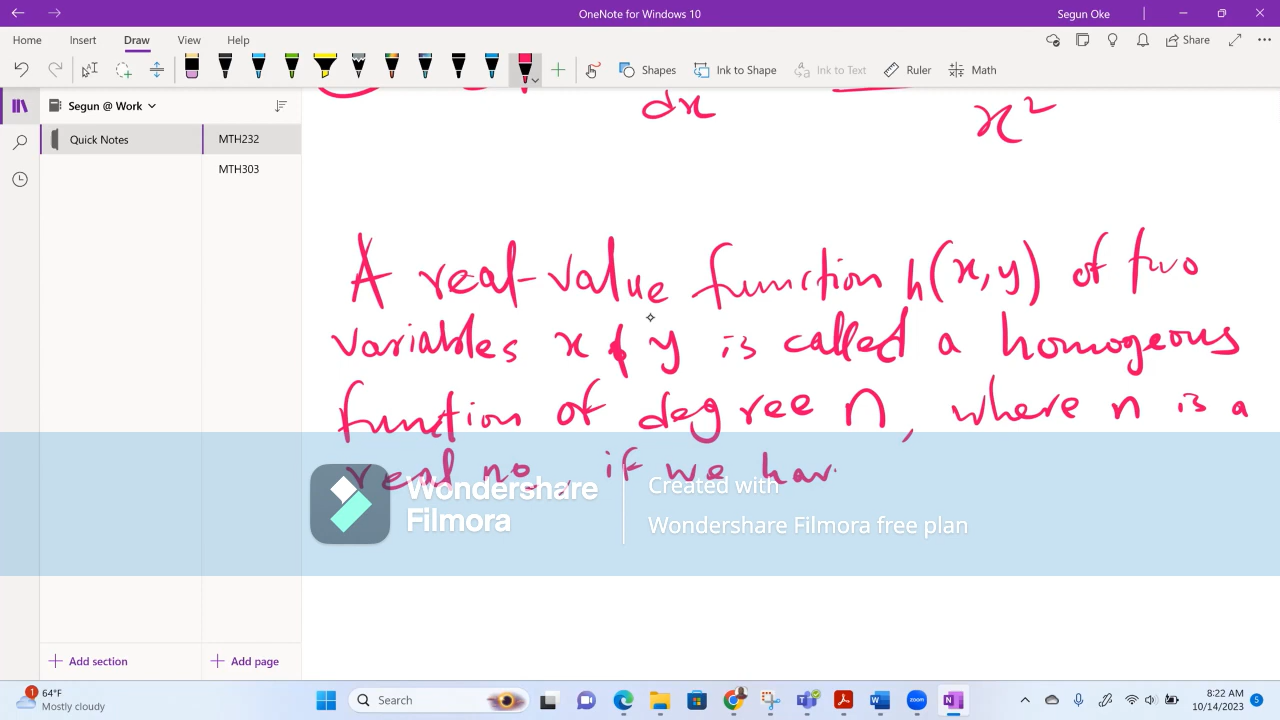 OneNote for Windows 10
Segun Oke
Home Insert Draw View Help
Share
Shapes Ink to Shape Ink to Text Ruler Math
Segun @ Work
Quick Notes
MTH232
MTH303
dx
x²
A real-value function h(x,y) of two
variables x & y is called a homogeous
function of degree n, where n is a
real no, if we hav
Wondershare
Filmora
Created with
Wondershare Filmora free plan
Add section
Add page
1
64°F
Mostly cloudy
Search
zoom
N
8:22 AM
10/14/2023
5